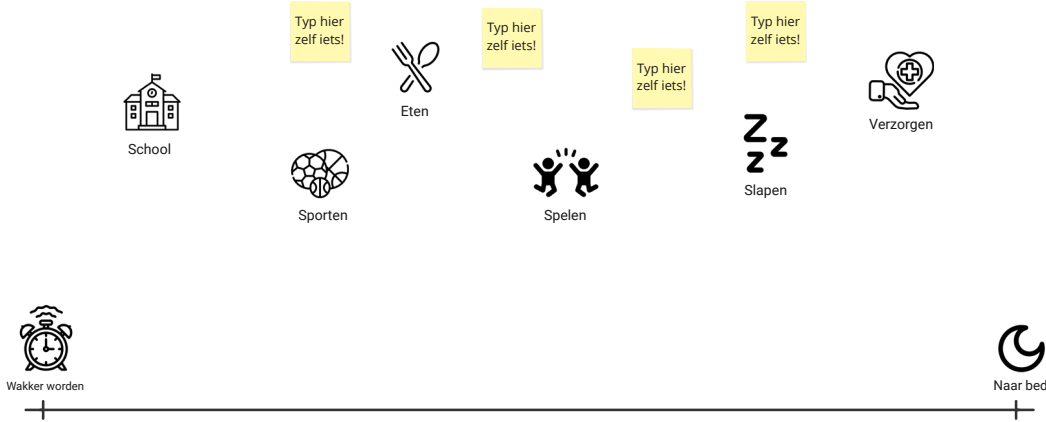 Typ hier
zelf iets!
Typ hier
zelf iets!
Typ hier
zelf iets!
Typ hier
zelf iets!
Eten
Verzorgen
School
Slapen
Sporten
Spelen
Wakker worden
Naar bed